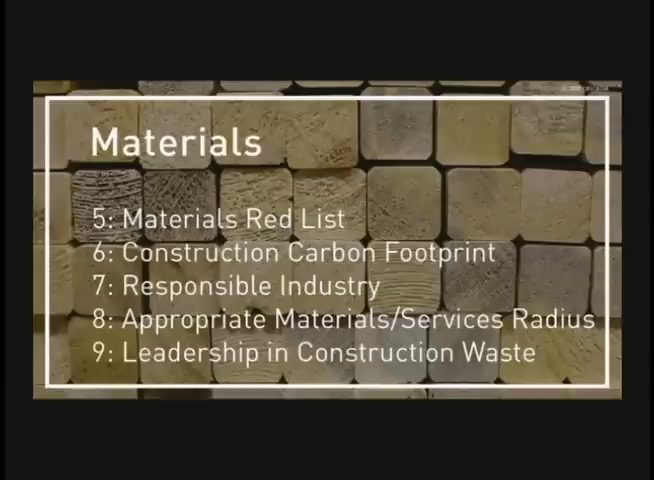 Materials
5: Materials Red List
6: Construction Carbon Footprint
7: Responsible Industry
8: Appropriate Materials/Services Radius
9: Leadership in Construction Waste